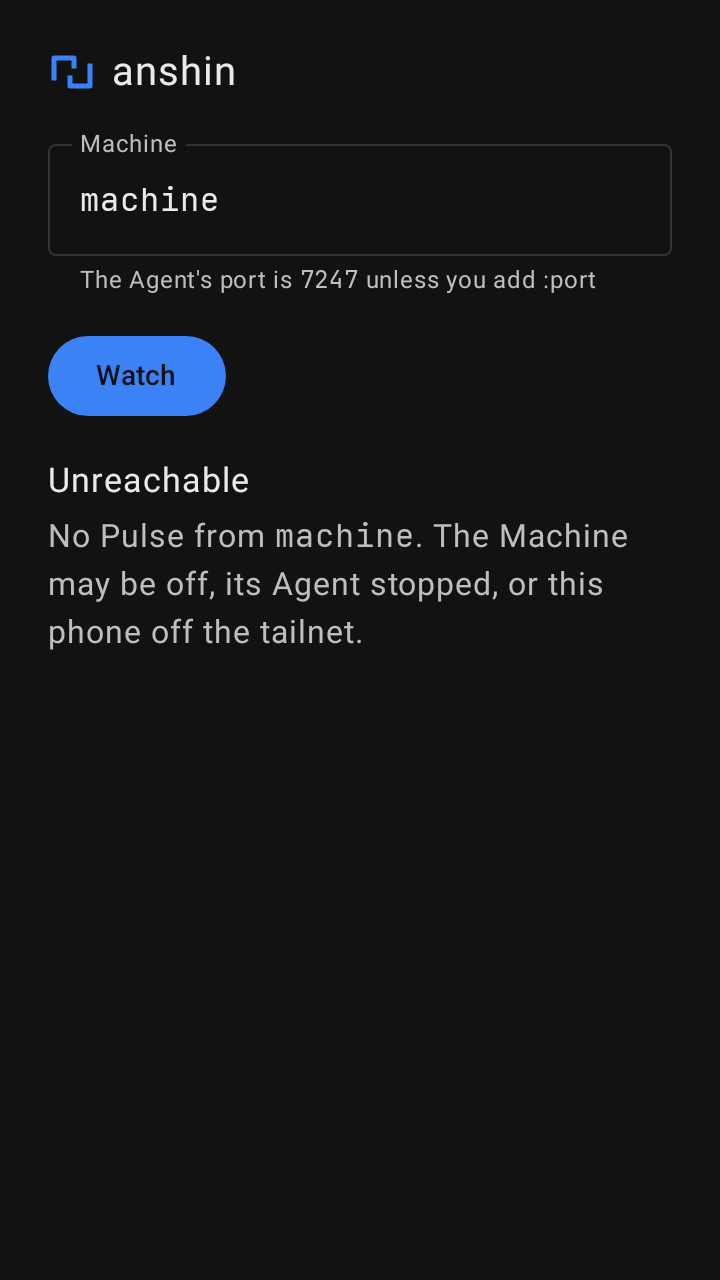 anshin
Machine
machine
The Agent's port is 7247 unless you add :port
Watch
Unreachable
No Pulse from machine. The Machine
may be off, its Agent stopped, or this
phone off the tailnet.